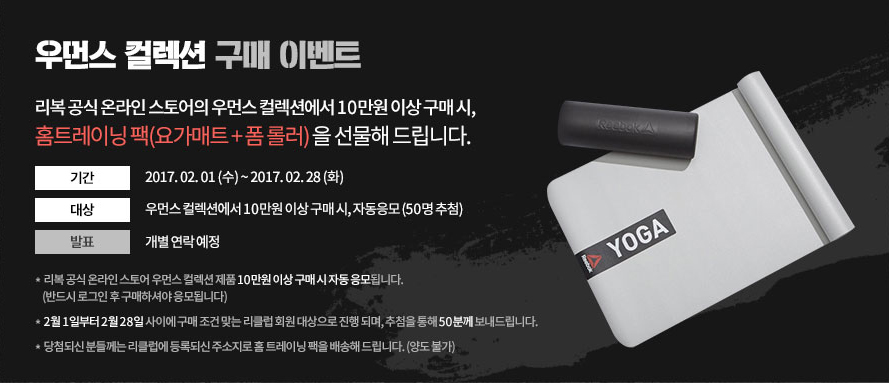 우먼스 컬렉션 구매 이벤트
리복 공식 온라인 스토어의 우먼스 컬렉션에서 10만원 이상 구매 시,
홈트레이닝 팩(요가매트 + 폼 롤러) 을 선물해 드립니다.
기간 2017. 02. 01 (수) ~ 2017. 02. 28 (화)
대상 우먼스 컬렉션에서 10만원 이상 구매 시, 자동응모 (50명 추첨)
발표 개별 연락 예정
* 리복 공식 온라인 스토어 우먼스 컬렉션 제품 10만원 이상 구매 시 자동 응모됩니다.
(반드시 로그인 후 구매하셔야 응모됩니다)
* 2월 1일부터 2월 28일 사이에 구매 조건 맞는 리클럽 회원 대상으로 진행 되며, 추첨을 통해 50분께 보내드립니다.
* 당첨되신 분들께는 리클럽에 등록되신 주소지로 홈 트레이닝 팩을 배송해 드립니다. (양도 불가)
Reebok
Reebok YOGA